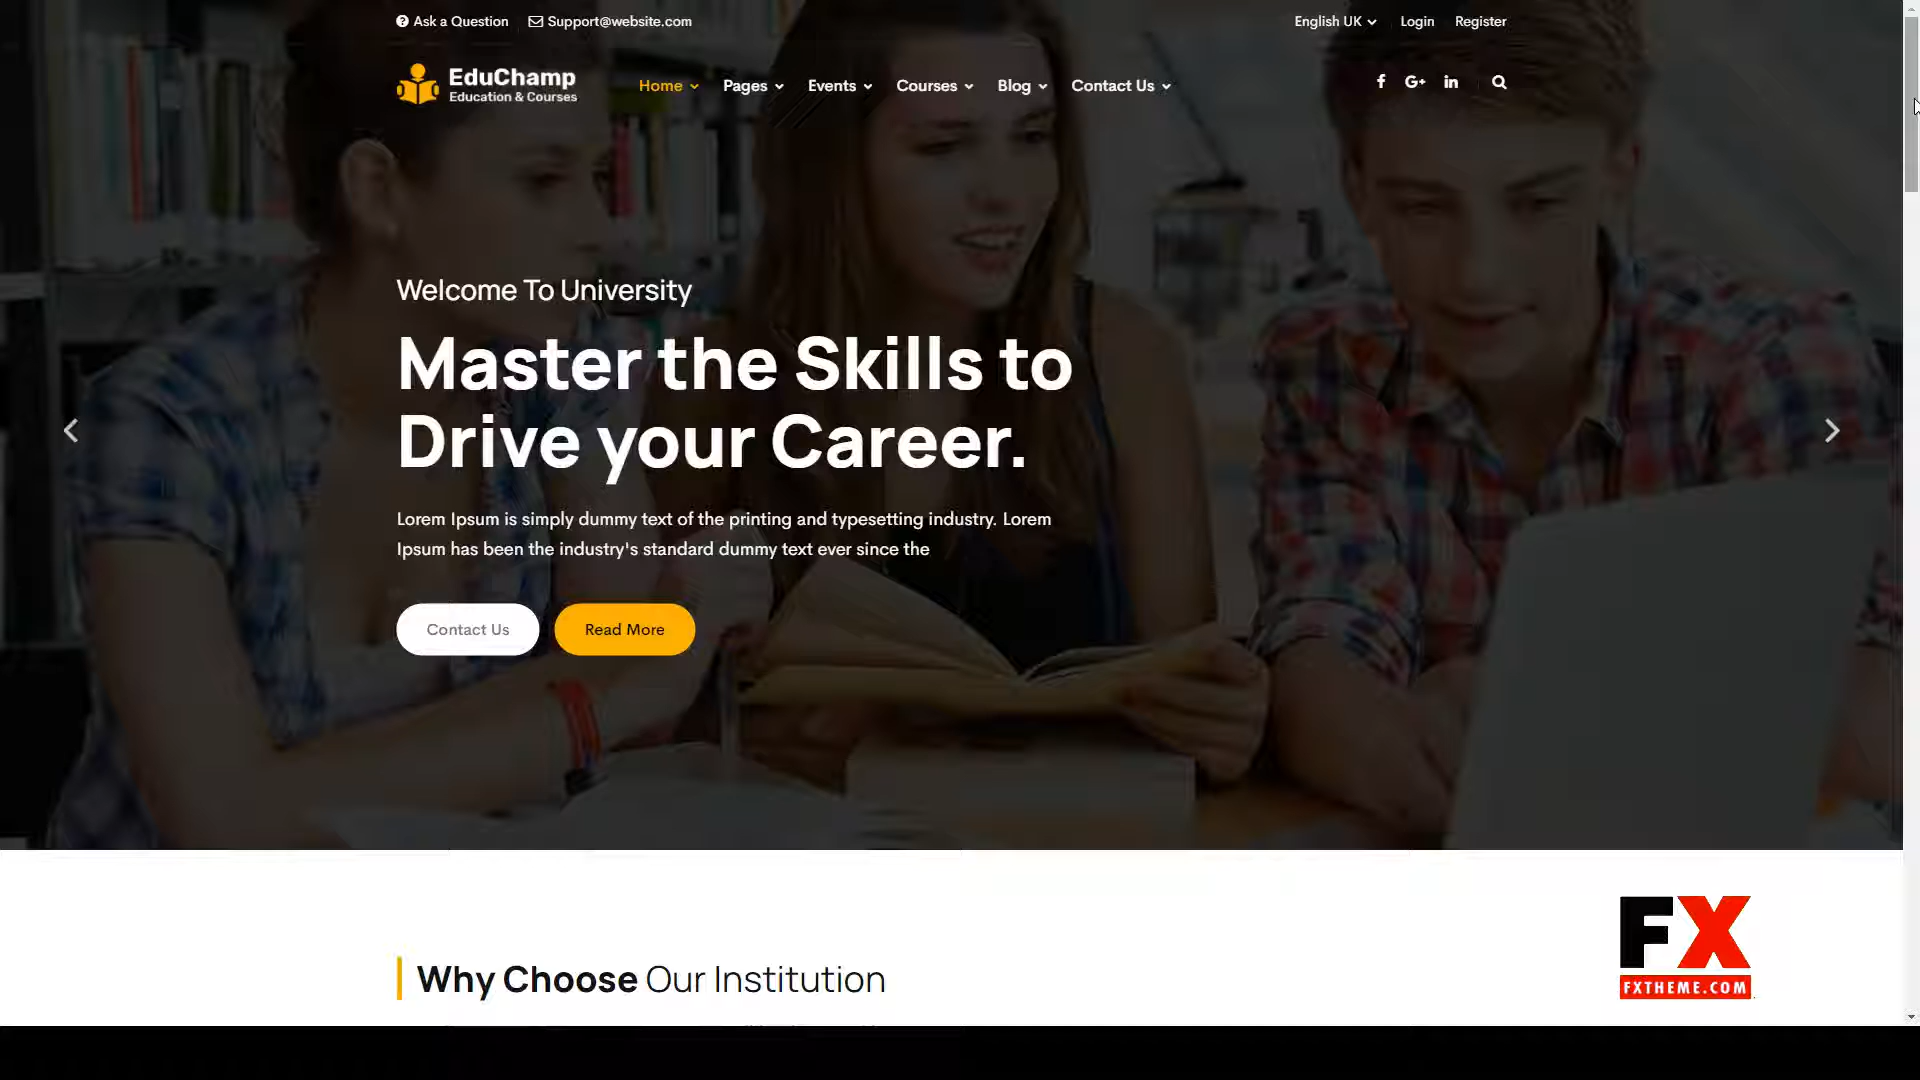 Ask a Question
Support@website.com
English UK
Login
Register
EduChamp
Education & Courses
Home
Pages
Events
Courses
Blog
Contact Us
Welcome To University
Master the Skills to
Drive your Career.
Lorem Ipsum is simply dummy text of the printing and typesetting industry. Lorem
Ipsum has been the industry's standard dummy text ever since the
Contact Us
Read More
Why Choose Our Institution
FX
FXTHEME.COM